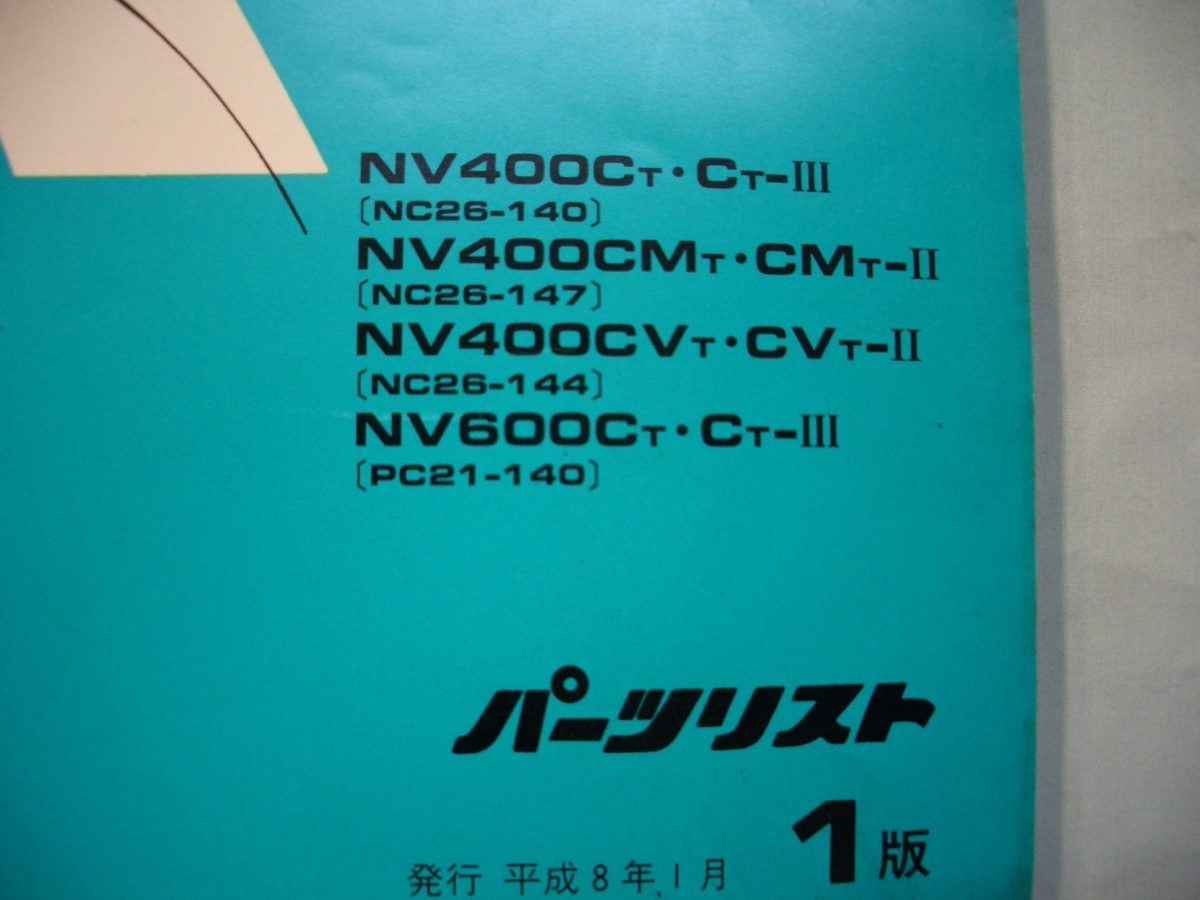 NV400CT・CT-III
〔NC26-140〕
NV400CMT・CMT-II
〔NC26-147〕
NV400CVT・CVT-II
〔NC26-144〕
NV600CT・CT-III
〔PC21-140〕
パーツリスト
1版
発行 平成8年1月